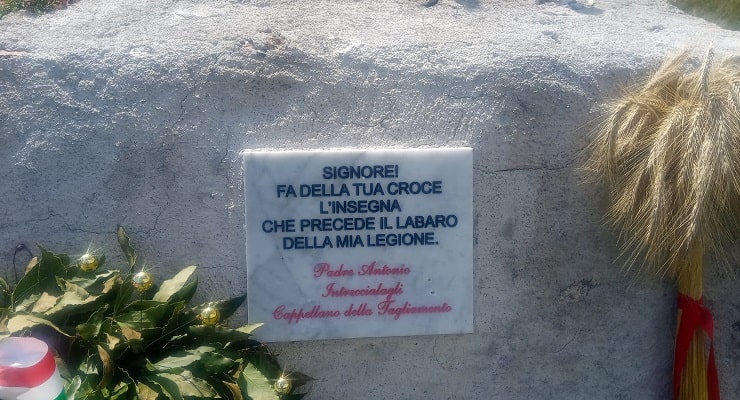 SIGNORE!
FA DELLA TUA CROCE
L'INSEGNA
CHE PRECEDE IL LABARO
DELLA MIA LEGIONE.
Padre Antonio
Intreccialagli
Cappellano della Tagliamento